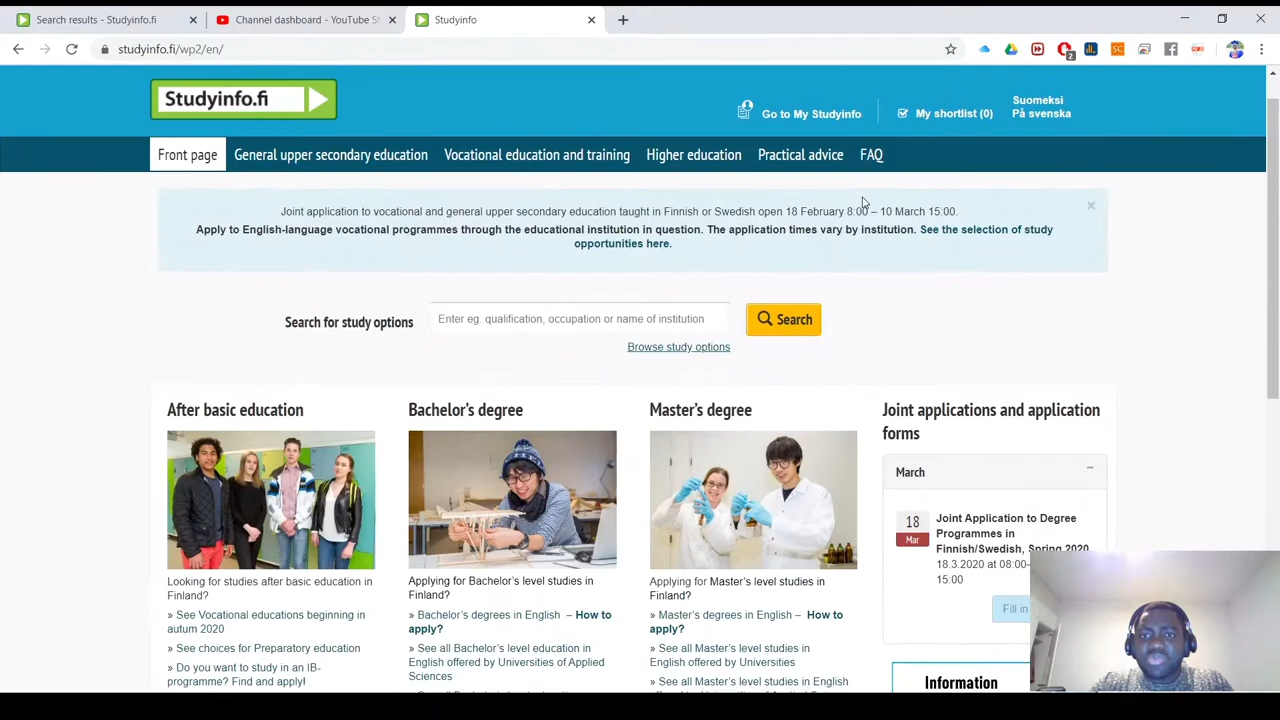 Search results - Studyinfo.fi
Channel dashboard - YouTube S
Studyinfo
studyinfo.fi/wp2/en/
2
SC
Studyinfo.fi
Go to My Studyinfo
My shortlist (0)
Suomeksi
På svenska
Front page
General upper secondary education
Vocational education and training
Higher education
Practical advice
FAQ
Joint application to vocational and general upper secondary education taught in Finnish or Swedish open 18 February 8:00 – 10 March 15:00.
Apply to English-language vocational programmes through the educational institution in question. The application times vary by institution. See the selection of study
opportunities here.
Search for study options
Enter eg. qualification, occupation or name of institution
Search
Browse study options
After basic education
Looking for studies after basic education in
Finland?
» See Vocational educations beginning in
autum 2020
» See choices for Preparatory education
» Do you want to study in an IB-
programme? Find and apply!
Bachelor's degree
Applying for Bachelor's level studies in
Finland?
» Bachelor's degrees in English – How to
apply?
» See all Bachelor's level education in
English offered by Universities of Applied
Sciences
Master's degree
Applying for Master's level studies in
Finland?
» Master's degrees in English – How to
apply?
» See all Master's level studies in
English offered by Universities
» See all Master's level studies in English
Joint applications and application
forms
March
18
Mar
Joint Application to Degree
Programmes in
Finnish/Swedish, Spring 2020
18.3.2020 at 08:00–
15:00
Fill in
Information